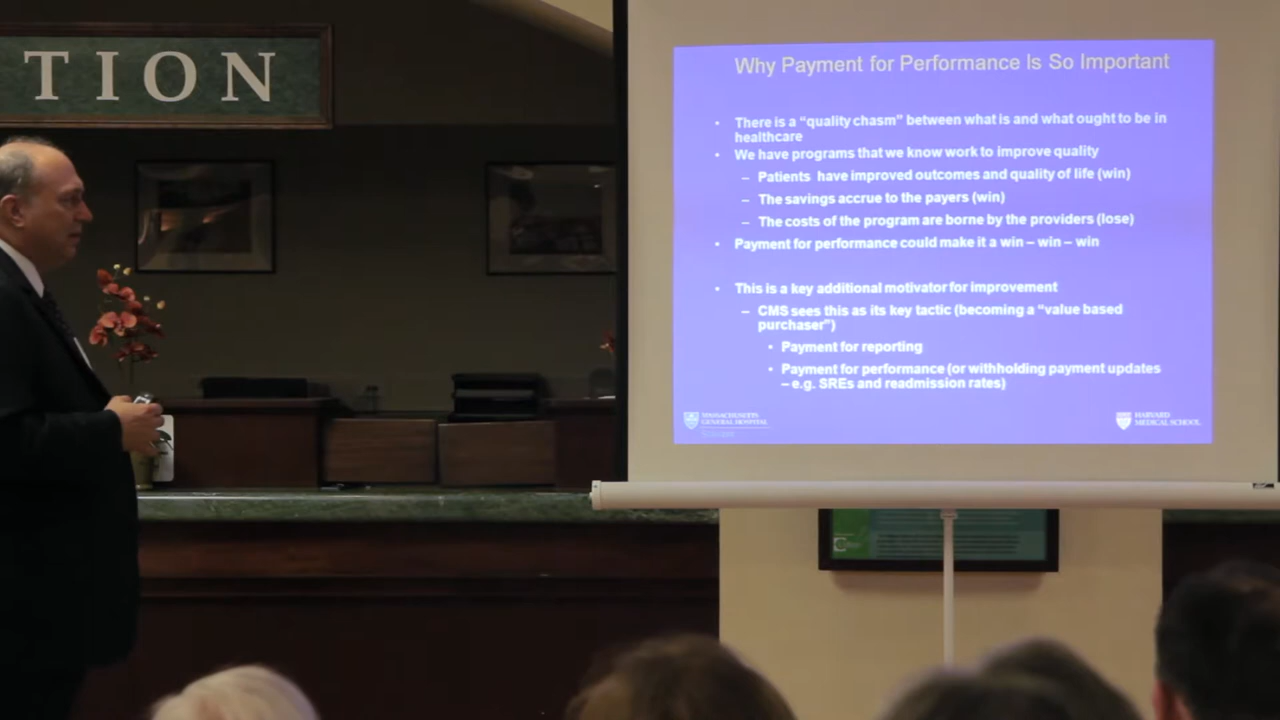 TION
Why Payment for Performance Is So Important
• There is a “quality chasm” between what is and what ought to be in
healthcare
• We have programs that we know work to improve quality
– Patients have improved outcomes and quality of life (win)
– The savings accrue to the payers (win)
– The costs of the program are borne by the providers (lose)
• Payment for performance could make it a win – win – win
• This is a key additional motivator for improvement
– CMS sees this as its key tactic (becoming a “value based
purchaser”)
• Payment for reporting
• Payment for performance (or withholding payment updates
– e.g. SREs and readmission rates)
MASSACHUSETTS
GENERAL HOSPITAL
HARVARD
MEDICAL SCHOOL